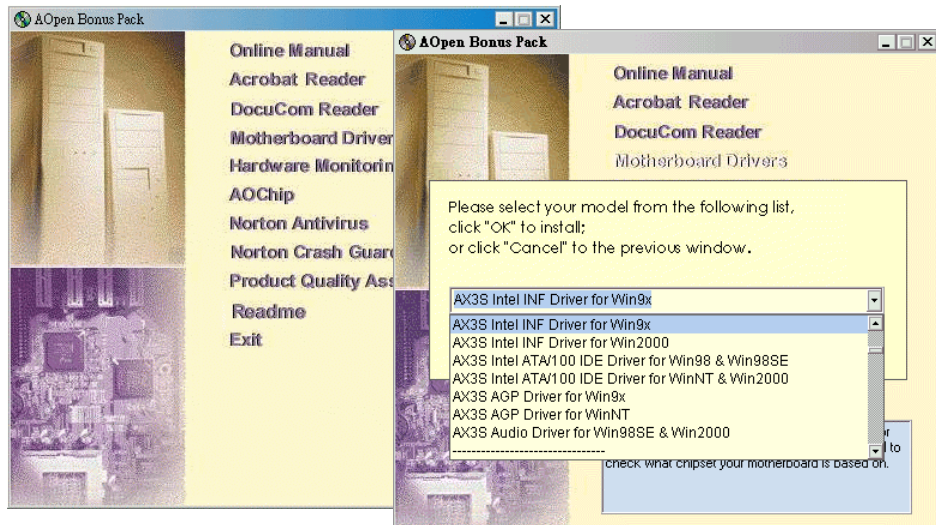 AOpen Bonus Pack
Online Manual
Acrobat Reader
DocuCom Reader
Motherboard Driver
Hardware Monitorin
AOChip
Norton Antivirus
Norton Crash Guar
Product Quality Ass
Readme
Exit
AOpen Bonus Pack
Online Manual
Acrobat Reader
DocuCom Reader
Motherboard Drivers
Please select your model from the following list,
click "OK" to install;
or click "Cancel" to the previous window.
AX3S Intel INF Driver for Win9x
AX3S Intel INF Driver for Win9x
AX3S Intel INF Driver for Win2000
AX3S Intel ATA/100 IDE Driver for Win98 & Win98SE
AX3S Intel ATA/100 IDE Driver for WinNT & Win2000
AX3S AGP Driver for Win9x
AX3S AGP Driver for WinNT
AX3S Audio Driver for Win98SE & Win2000
--------------------------------
to
check what chipset your motherboard is based on.